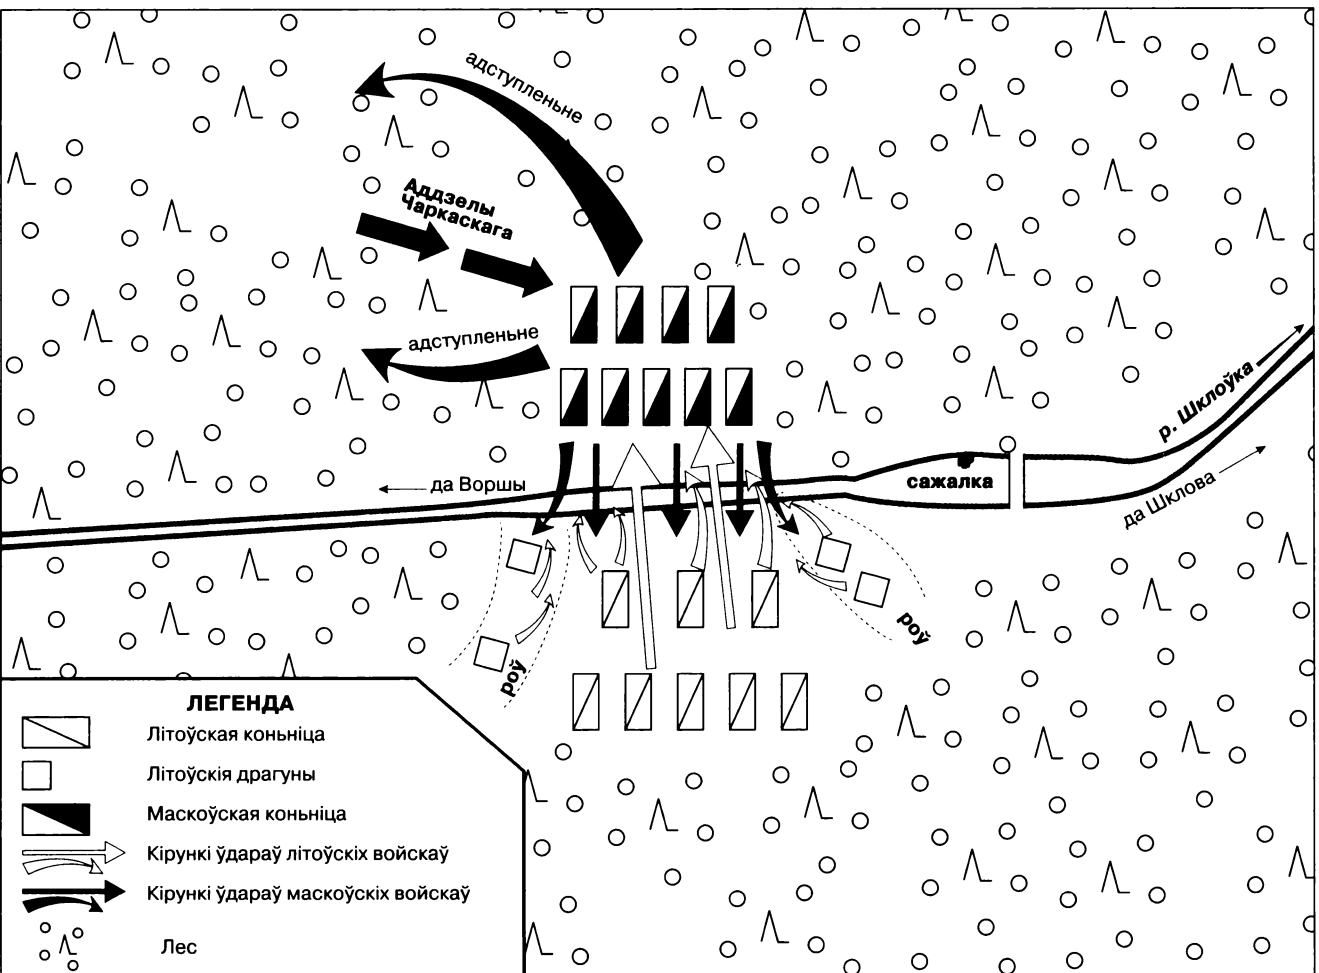 адступленьне
Аддзелы
Чаркаскага
адступленьне
р. Шклоўка
да Воршы
сажалка
да Шклова
роў
роў
ЛЕГЕНДА
Літоўская коньніца
Літоўскія драгуны
Маскоўская коньніца
Кірункі ўдараў літоўскіх войскаў
Кірункі ўдараў маскоўскіх войскаў
Лес